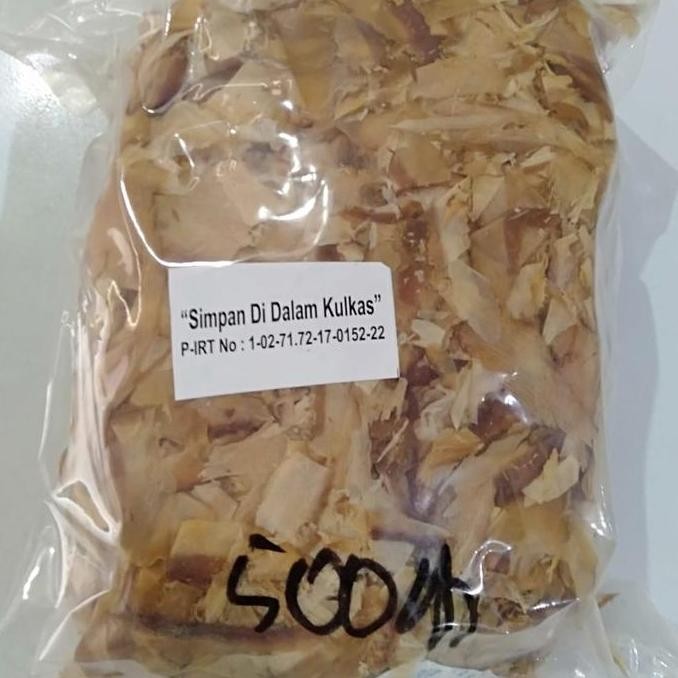 “Simpan Di Dalam Kulkas”
P-IRT No : 1-02-71.72-17-0152-22
500